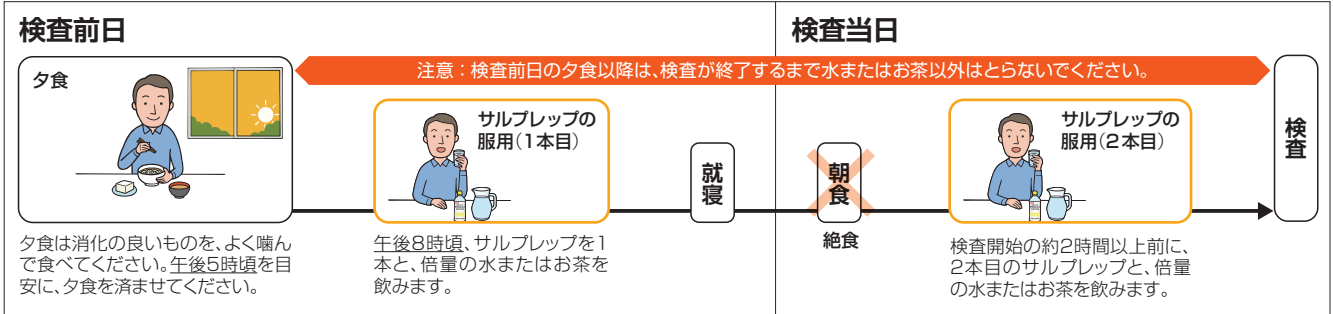 検査前日
検査当日
注意：検査前日の夕食以降は、検査が終了するまで水またはお茶以外はとらないでください。
夕食
サルプレップの
服用（1本目）
就寝
朝食
絶食
サルプレップの
服用（2本目）
検査
夕食は消化の良いものを、よく噛ん
で食べてください。午後5時頃を目
安に、夕食を済ませてください。
午後8時頃、サルプレップを1
本と、倍量の水またはお茶を
飲みます。
検査開始の約2時間以上前に、
2本目のサルプレップと、倍量
の水またはお茶を飲みます。